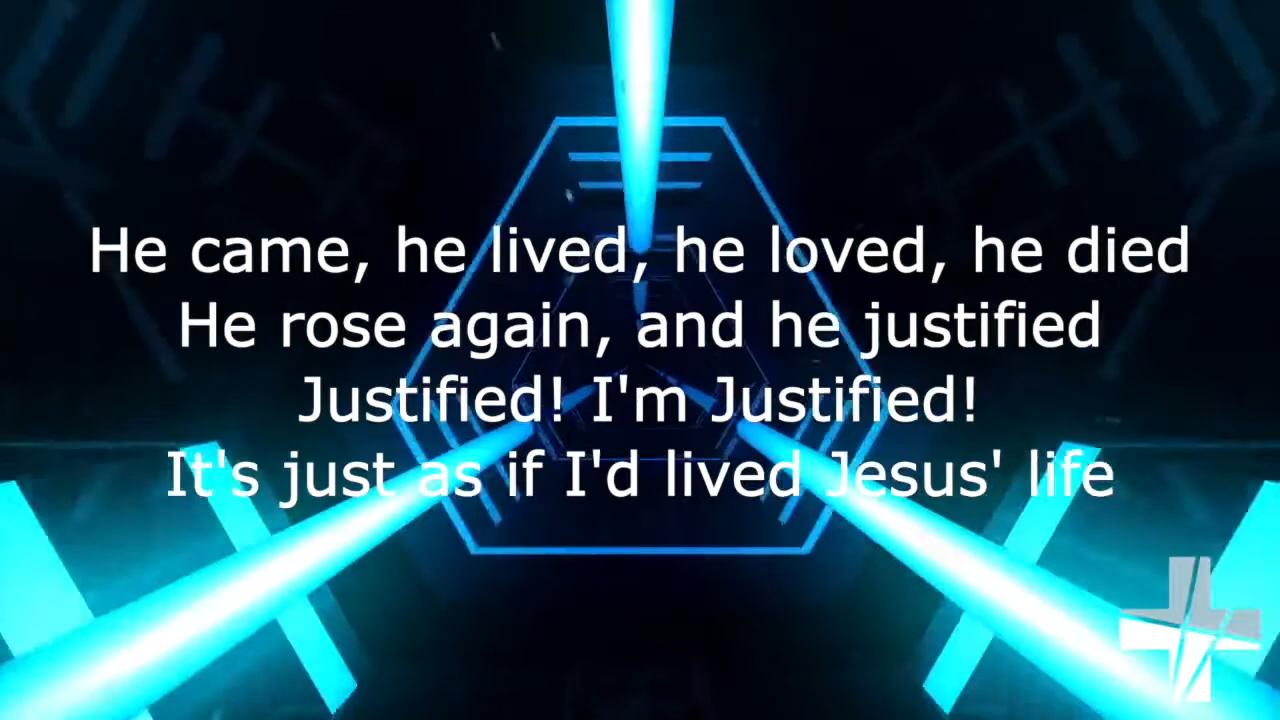 He came, he lived, he loved, he died
He rose again, and he justified
Justified! I'm Justified!
It's just as if I'd lived Jesus' life